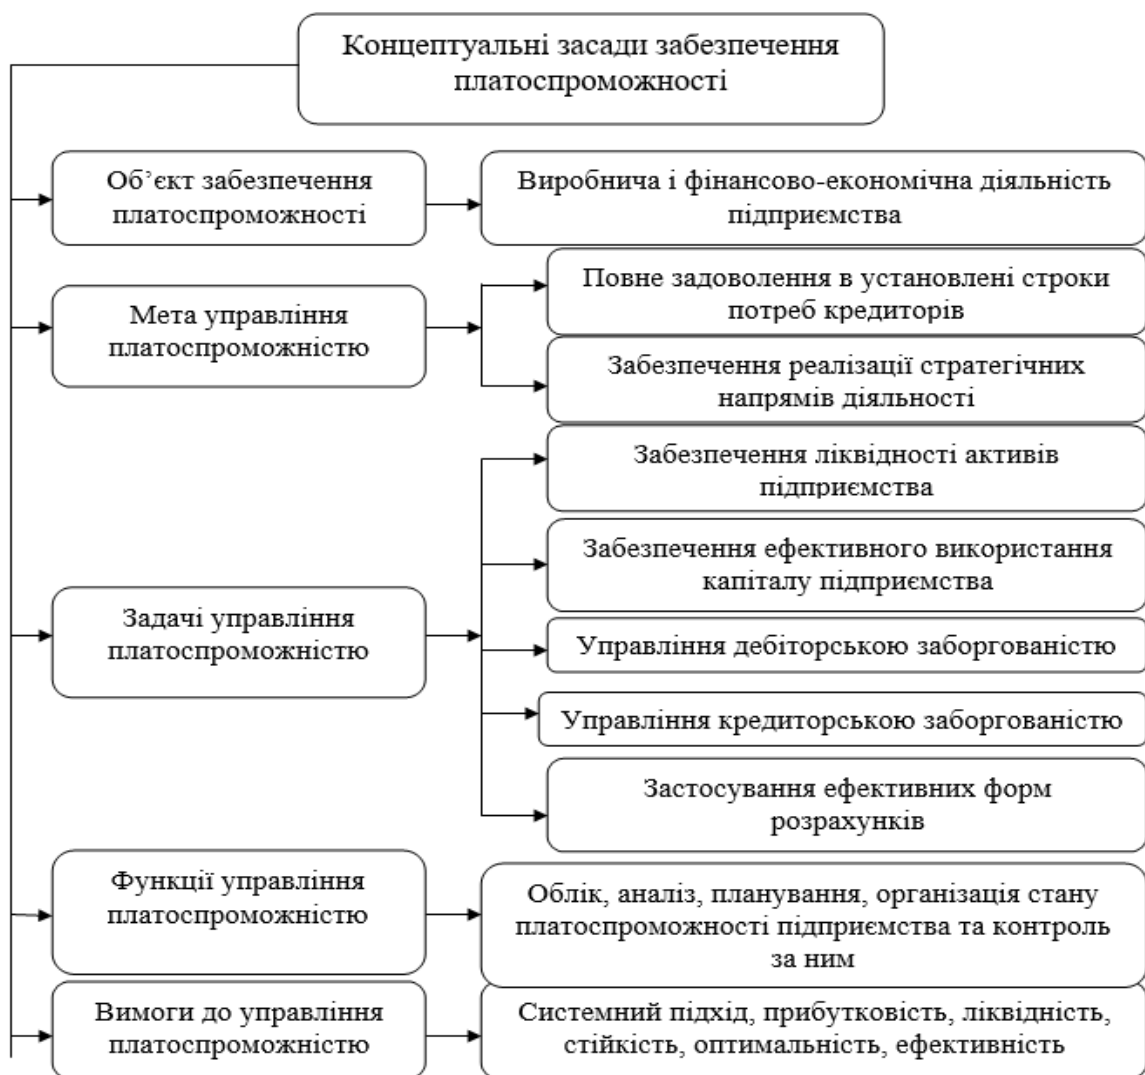 Концептуальні засади забезпечення
платоспроможності
Об’єкт забезпечення
платоспроможності
Виробнича і фінансово-економічна діяльність
підприємства
Мета управління
платоспроможністю
Повне задоволення в установлені строки
потреб кредиторів
Забезпечення реалізації стратегічних
напрямів діяльності
Задачі управління
платоспроможністю
Забезпечення ліквідності активів
підприємства
Забезпечення ефективного використання
капіталу підприємства
Управління дебіторською заборгованістю
Управління кредиторською заборгованістю
Застосування ефективних форм
розрахунків
Функції управління
платоспроможністю
Облік, аналіз, планування, організація стану
платоспроможності підприємства та контроль
за ним
Вимоги до управління
платоспроможністю
Системний підхід, прибутковість, ліквідність,
стійкість, оптимальність, ефективність